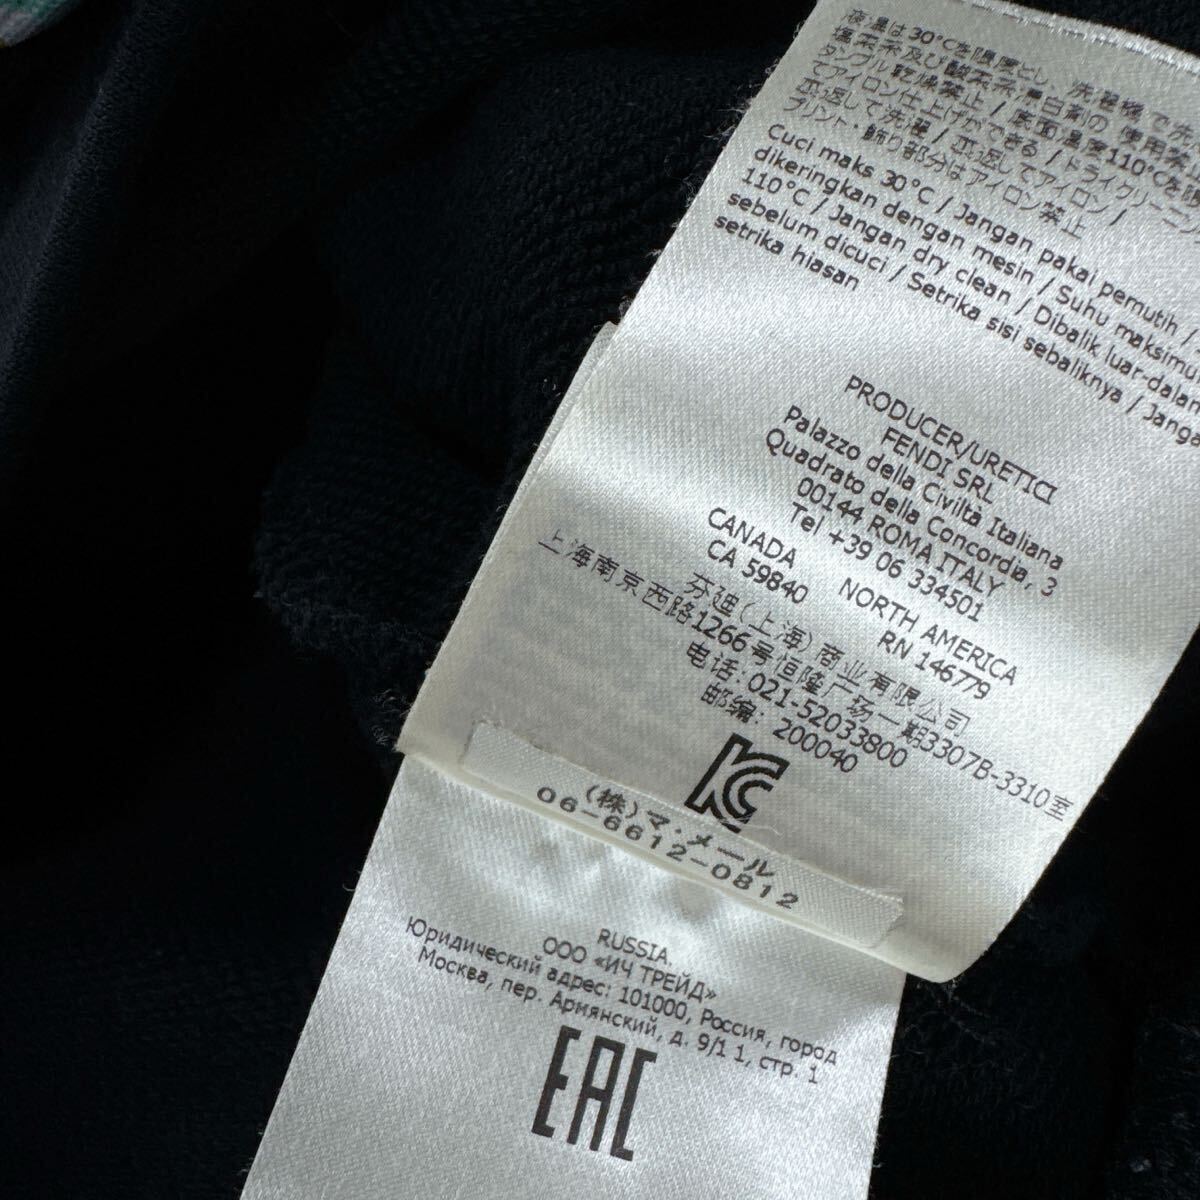 液温は30℃を限度とし、洗濯機で洗
塩素系及び酸素系漂白剤の使用禁
タンブル乾燥禁止 / 底面温度110℃を限
てアイロン仕上げができる / ドライクリーニン
裏返して洗濯 / 裏返してアイロン /
プリント・飾り部分はアイロン禁止
Cuci maks 30°C / Jangan pakai pemutih /
dikeringkan dengan mesin / Suhu maksimu
110°C / Jangan dry clean / Dibalik luar-dalam
sebelum dicuci / Setrika sisi sebaliknya / Janga
setrika hiasan
PRODUCER/URETICI
FENDI SRL
Palazzo della Civiltà Italiana
Quadrato della Concordia, 3
00144 ROMA ITALY
Tel +39 06 334501
CANADA NORTH AMERICA
CA 59840 RN 146779
芬迪(上海)商业有限公司
上海南京西路1266号恒隆广场一期3307B-3310室
电话: 021-52033800
邮编: 200040
KC
(株)マ・メール
06-6612-0812
RUSSIA
ООО «ИЧ ТРЕЙД»
Юридический адрес: 101000, Россия, город
Москва, пер. Армянский, д. 9/1 1, стр. 1
EAC